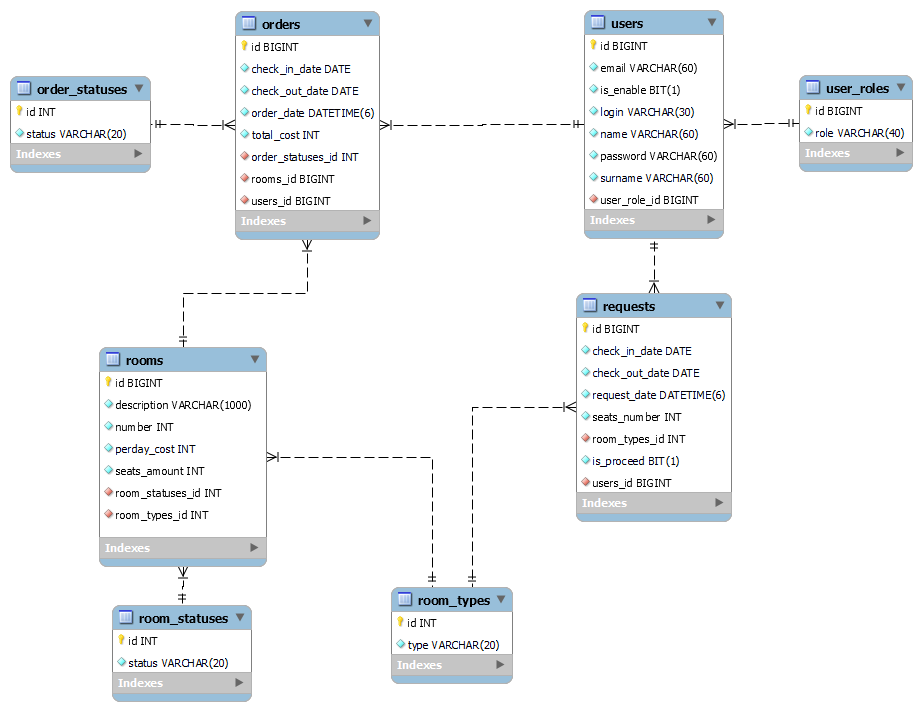 orders
id BIGINT
check_in_date DATE
check_out_date DATE
order_date DATETIME(6)
total_cost INT
order_statuses_id INT
rooms_id BIGINT
users_id BIGINT
Indexes
users
id BIGINT
email VARCHAR(60)
is_enable BIT(1)
login VARCHAR(30)
name VARCHAR(60)
password VARCHAR(60)
surname VARCHAR(60)
user_role_id BIGINT
Indexes
order_statuses
id INT
status VARCHAR(20)
Indexes
user_roles
id BIGINT
role VARCHAR(40)
Indexes
requests
id BIGINT
check_in_date DATE
check_out_date DATE
request_date DATETIME(6)
seats_number INT
room_types_id INT
is_proceed BIT(1)
users_id BIGINT
Indexes
rooms
id BIGINT
description VARCHAR(1000)
number INT
perday_cost INT
seats_amount INT
room_statuses_id INT
room_types_id INT
Indexes
room_types
id INT
type VARCHAR(20)
Indexes
room_statuses
id INT
status VARCHAR(20)
Indexes